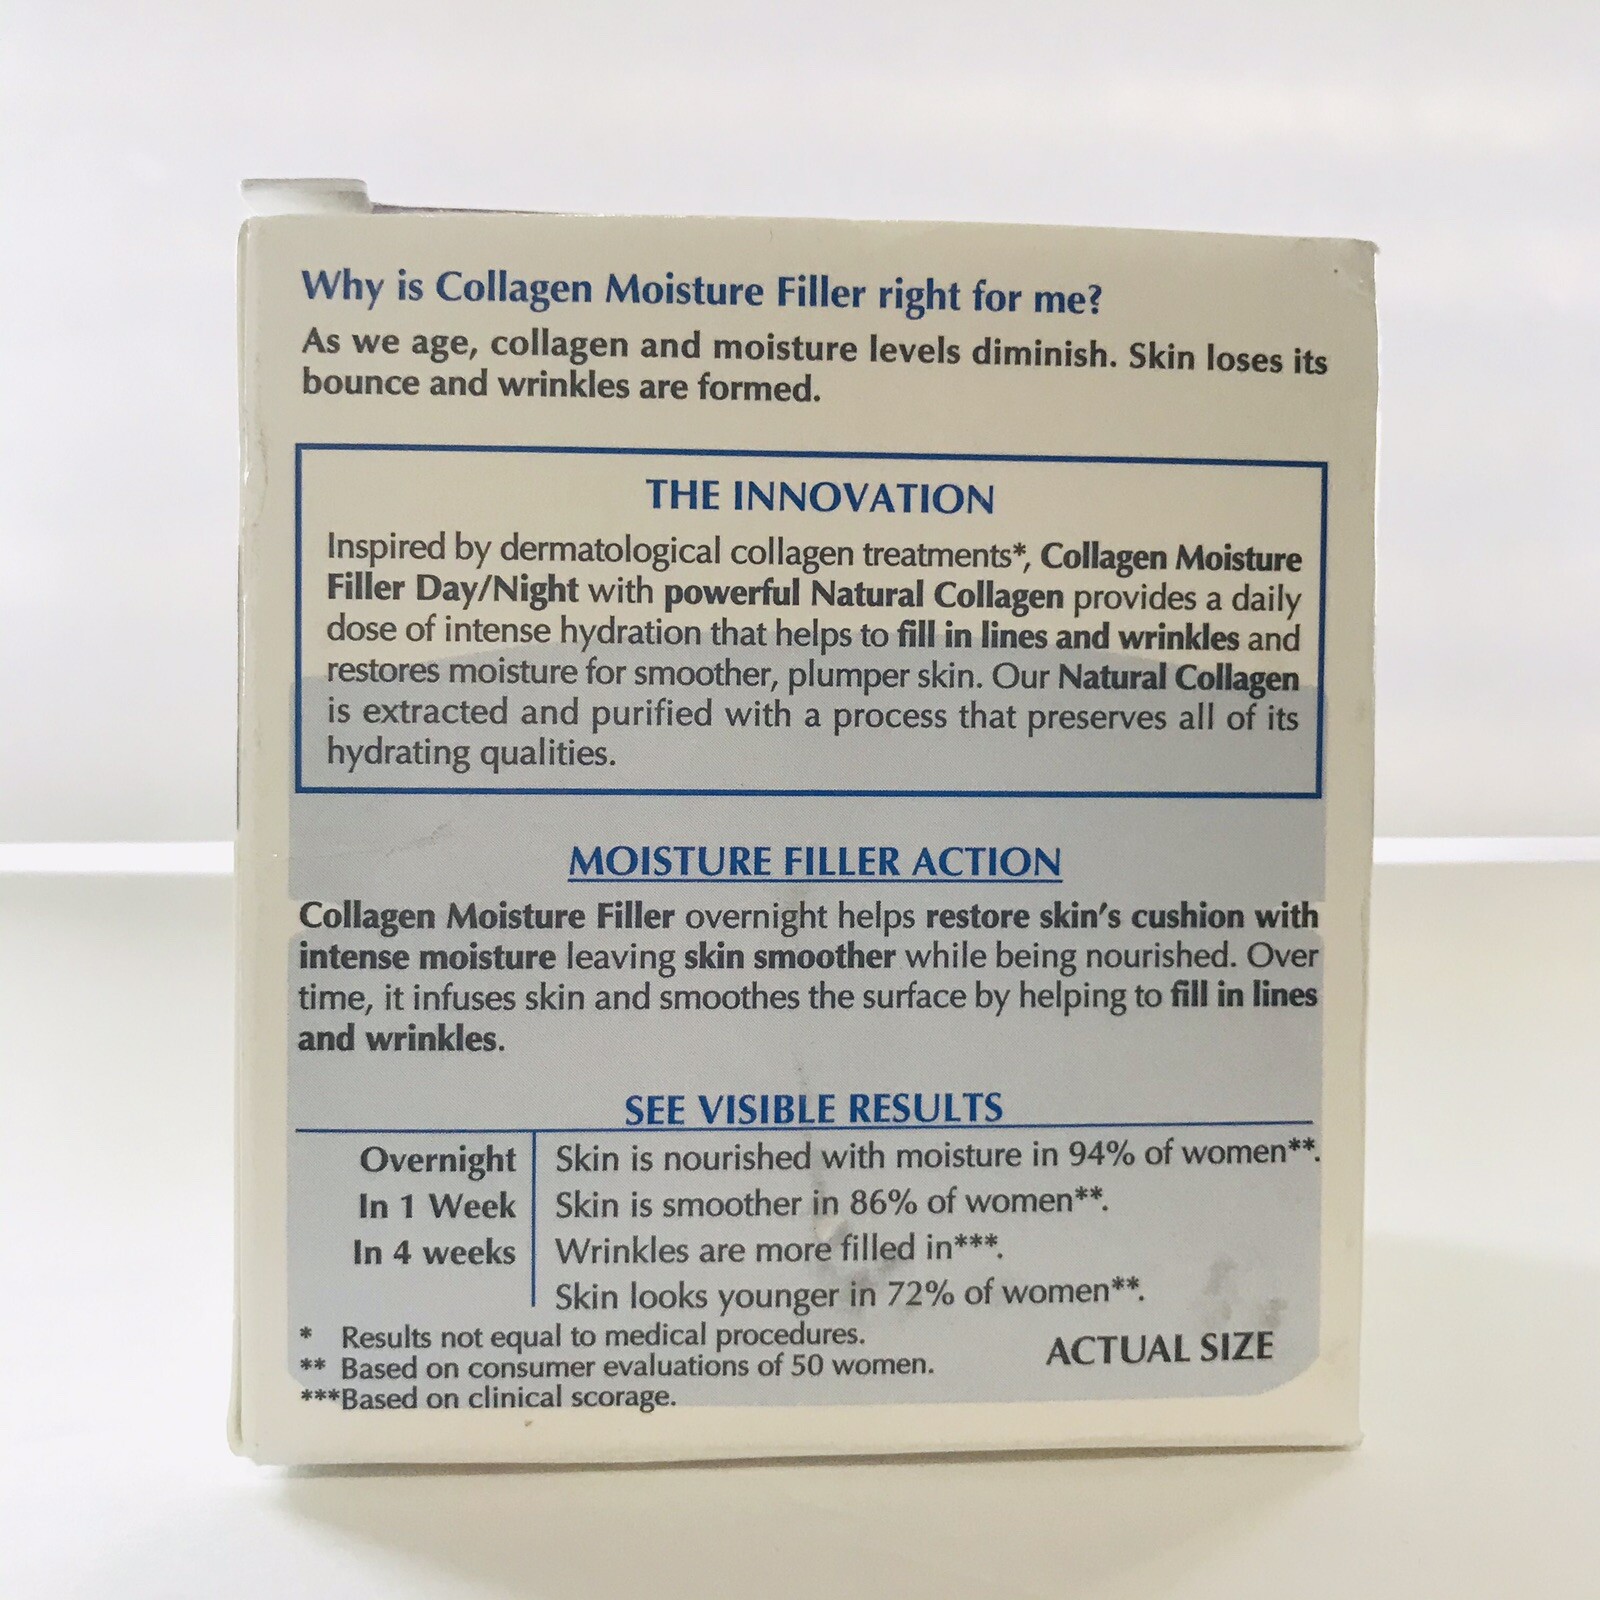 Why is Collagen Moisture Filler right for me?
As we age, collagen and moisture levels diminish. Skin loses its
bounce and wrinkles are formed.
THE INNOVATION
Inspired by dermatological collagen treatments*, Collagen Moisture
Filler Day/Night with powerful Natural Collagen provides a daily
dose of intense hydration that helps to fill in lines and wrinkles and
restores moisture for smoother, plumper skin. Our Natural Collagen
is extracted and purified with a process that preserves all of its
hydrating qualities.
MOISTURE FILLER ACTION
Collagen Moisture Filler overnight helps restore skin's cushion with
intense moisture leaving skin smoother while being nourished. Over
time, it infuses skin and smoothes the surface by helping to fill in lines
and wrinkles.
SEE VISIBLE RESULTS
Overnight Skin is nourished with moisture in 94% of women**.
In 1 Week Skin is smoother in 86% of women**.
In 4 weeks Wrinkles are more filled in***.
Skin looks younger in 72% of women**.
* Results not equal to medical procedures.
** Based on consumer evaluations of 50 women.
***Based on clinical scorage.
ACTUAL SIZE